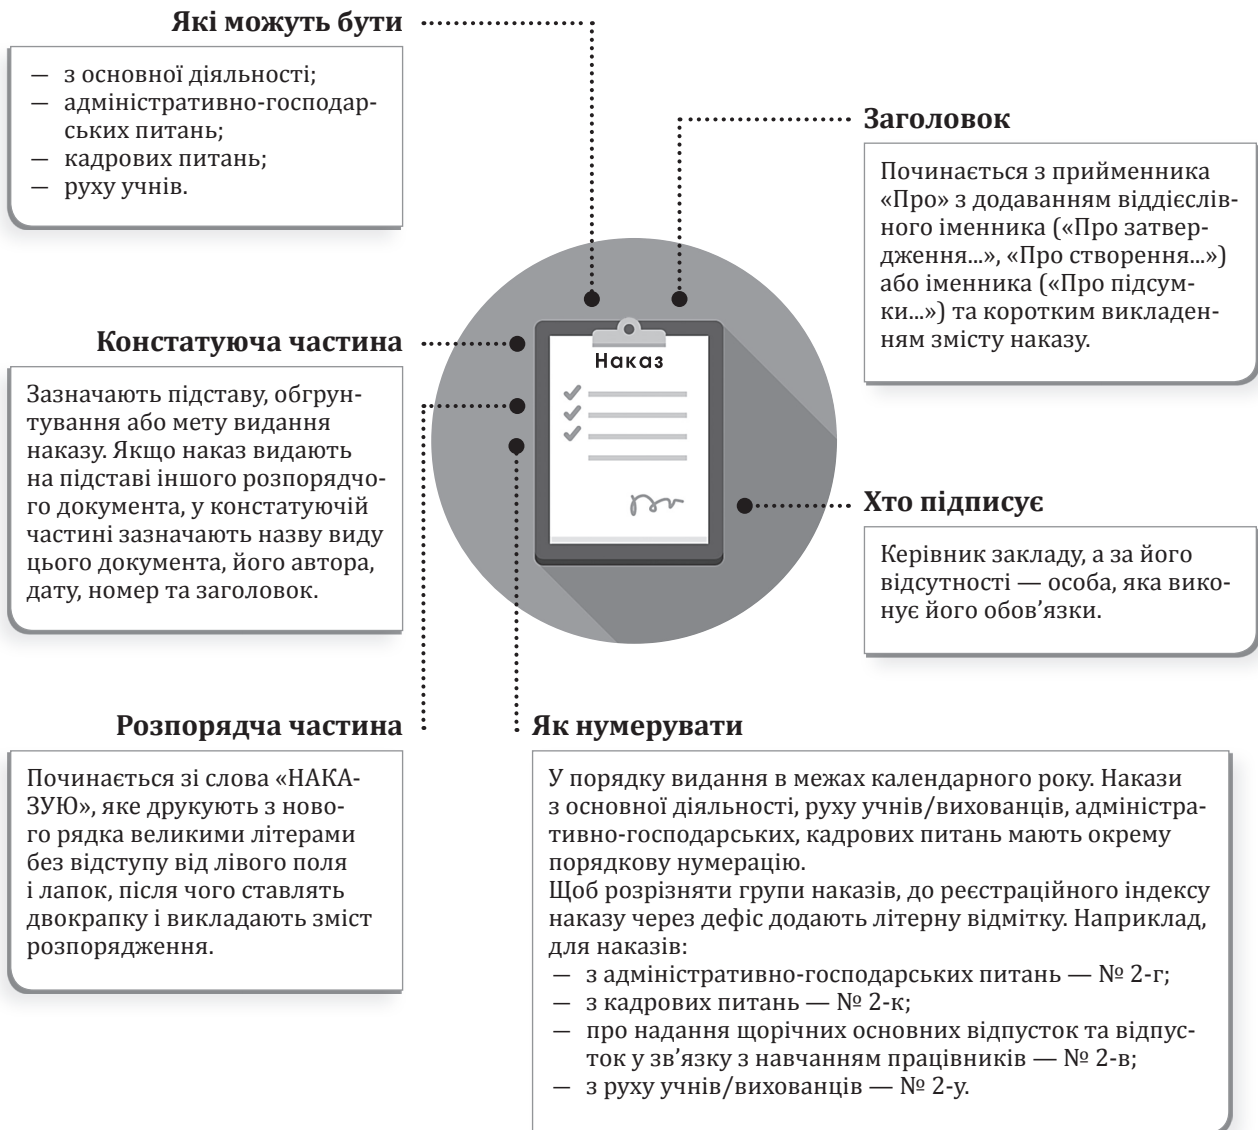 Які можуть бути
— з основної діяльності;
— адміністративно-господар-
ських питань;
— кадрових питань;
— руху учнів.
Заголовок
Починається з прийменника
«Про» з додаванням віддієслів-
ного іменника («Про затвер-
дження...», «Про створення...»)
або іменника («Про підсум-
ки...») та коротким викладен-
ням змісту наказу.
Констатуюча частина
Зазначають підставу, обгрун-
тування або мету видання
наказу. Якщо наказ видають
на підставі іншого розпорядчо-
го документа, у констатуючій
частині зазначають назву виду
цього документа, його автора,
дату, номер та заголовок.
Наказ
Хто підписує
Керівник закладу, а за його
відсутності — особа, яка вико-
нує його обов’язки.
Розпорядча частина
Починається зі слова «НАКА-
ЗУЮ», яке друкують з ново-
го рядка великими літерами
без відступу від лівого поля
і лапок, після чого ставлять
двокрапку і викладають зміст
розпорядження.
Як нумерувати
У порядку видання в межах календарного року. Накази
з основної діяльності, руху учнів/вихованців, адміністра-
тивно-господарських, кадрових питань мають окрему
порядкову нумерацію.
Щоб розрізняти групи наказів, до реєстраційного індексу
наказу через дефіс додають літерну відмітку. Наприклад,
для наказів:
— з адміністративно-господарських питань — № 2-г;
— з кадрових питань — № 2-к;
— про надання щорічних основних відпусток та відпус-
ток у зв’язку з навчанням працівників — № 2-в;
— з руху учнів/вихованців — № 2-у.